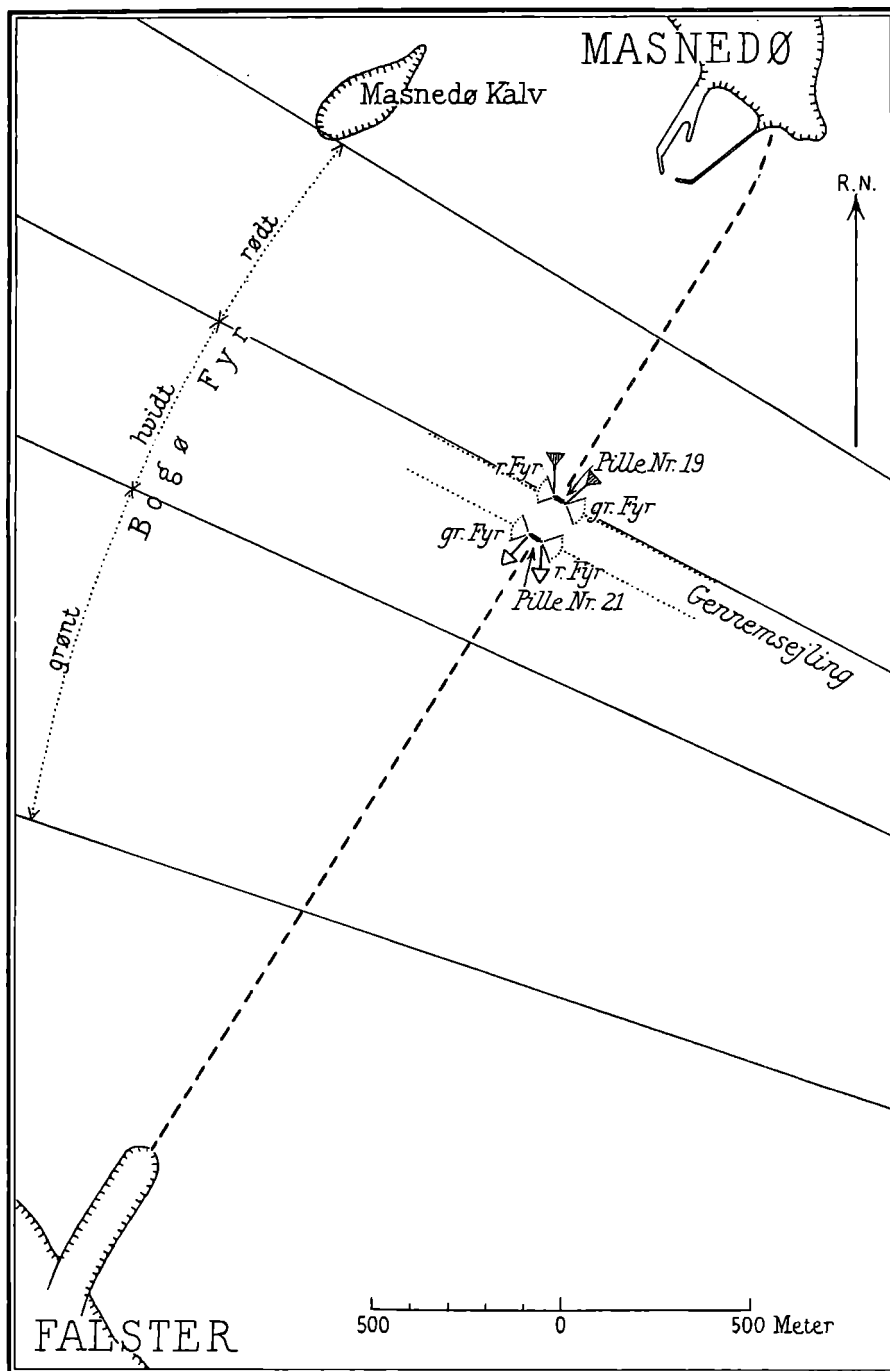 MASNEDØ
Masnedø Kalv
R.N.
rødt
hvidt
Bogø Fyr
grønt
r. Fyr
Pille Nr. 19
gr. Fyr
gr. Fyr
r. Fyr
Pille Nr. 21
Gennemsejling
FALSTER
500 0 500 Meter